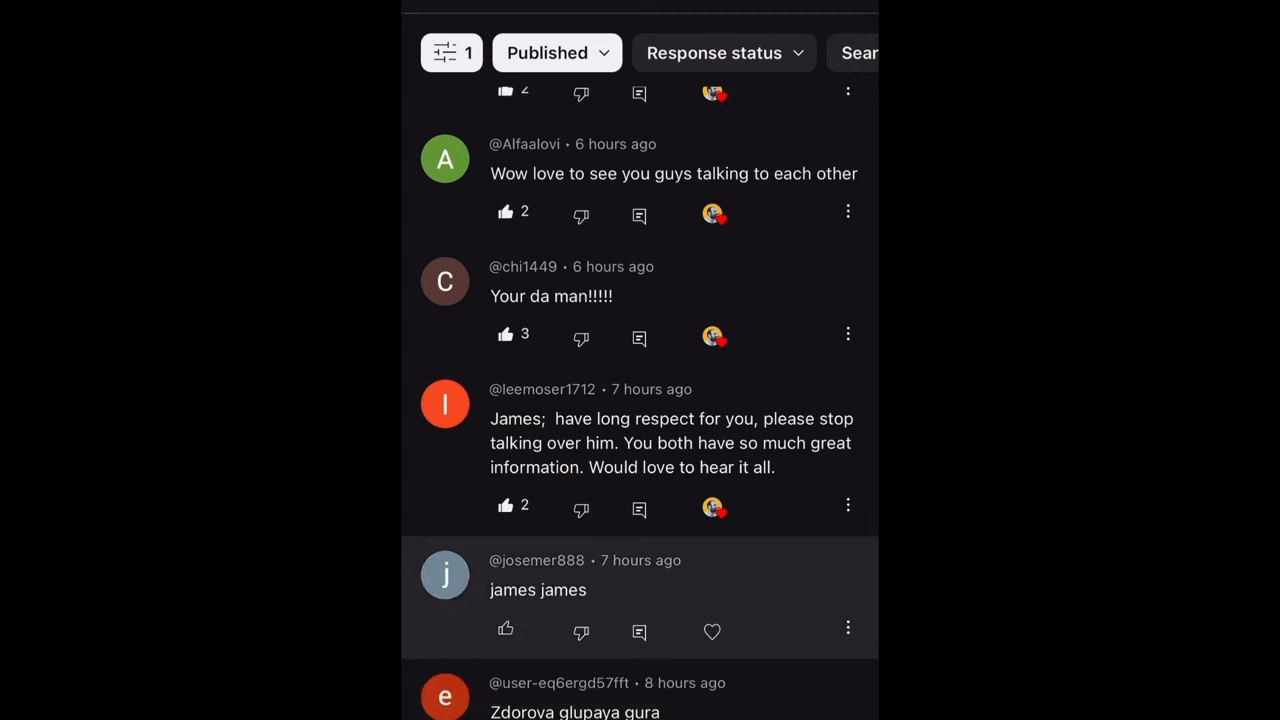 1 Published Response status Sear
2
A @Alfaalovi • 6 hours ago
Wow love to see you guys talking to each other
2
C @chi1449 • 6 hours ago
Your da man!!!!!
3
l @leemoser1712 • 7 hours ago
James;  have long respect for you, please stop
talking over him. You both have so much great
information. Would love to hear it all.
2
j @josemer888 • 7 hours ago
james james
e @user-eq6ergd57fft • 8 hours ago
Zdorova glupaya gura